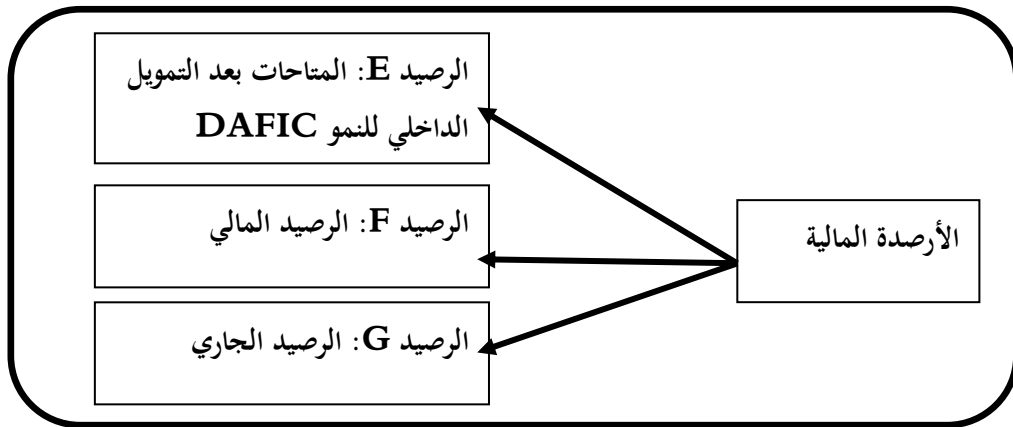 الأرصدة المالية
الرصيد E: المتاحات بعد التمويل
الداخلي للنمو DAFIC
الرصيد F: الرصيد المالي
الرصيد G: الرصيد الجاري